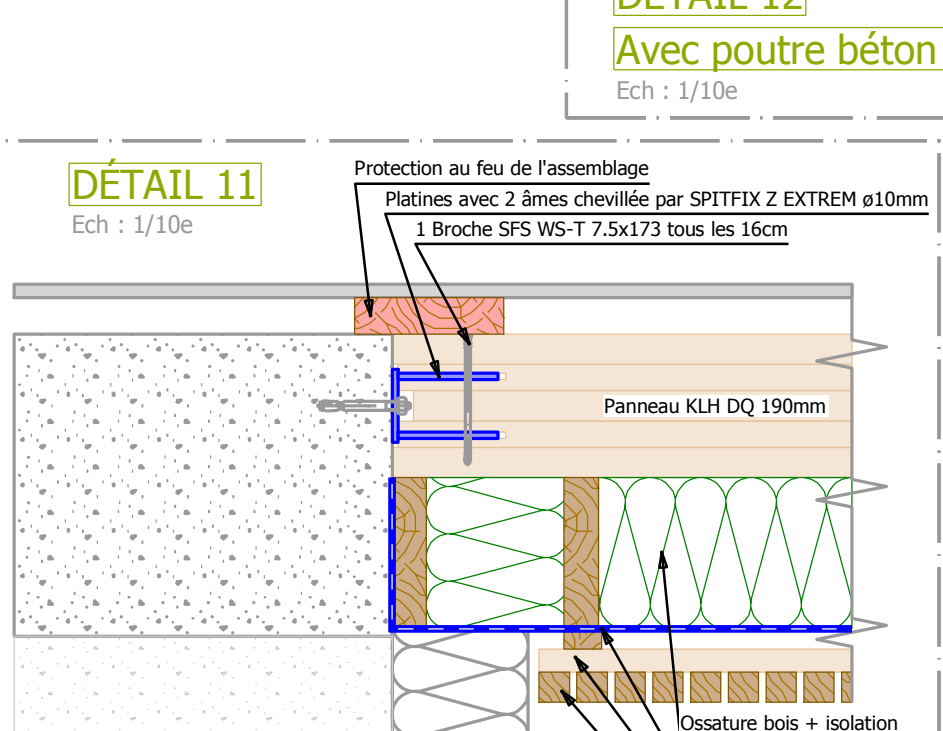 DÉTAIL 12
Avec poutre béton
Ech : 1/10e
DÉTAIL 11
Ech : 1/10e
Protection au feu de l'assemblage
Platines avec 2 âmes chevillée par SPITFIX Z EXTREM ø10mm
1 Broche SFS WS-T 7.5x173 tous les 16cm
Panneau KLH DQ 190mm
Ossature bois + isolation